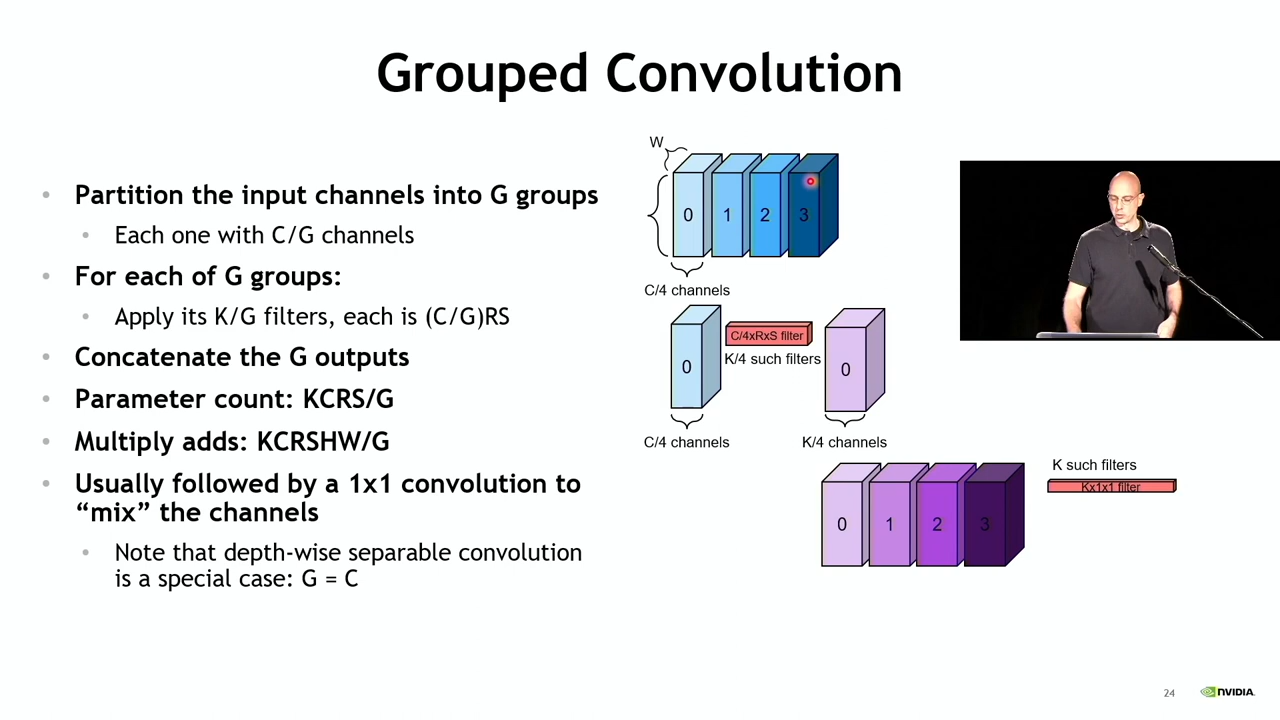 Grouped Convolution
• Partition the input channels into G groups
• Each one with C/G channels
• For each of G groups:
• Apply its K/G filters, each is (C/G)RS
• Concatenate the G outputs
• Parameter count: KCRS/G
• Multiply adds: KCRSHW/G
• Usually followed by a 1x1 convolution to
“mix” the channels
• Note that depth-wise separable convolution
is a special case: G = C
W
0 1 2 3
C/4 channels
0
C/4xRxS filter
K/4 such filters
0
C/4 channels
K/4 channels
0 1 2 3
K such filters
Kx1x1 filter
24
NVIDIA.